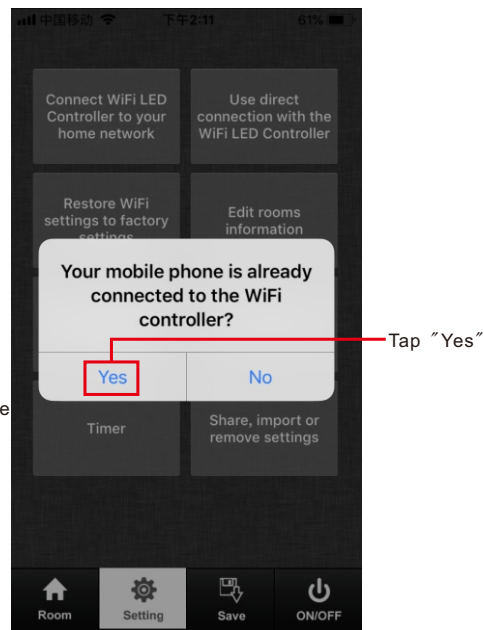 中国移动 下午2:11 61%
Connect WiFi LED
Controller to your
home network
Use direct
connection with the
WiFi LED Controller
Restore WiFi
settings to factory
settings
Edit rooms
information
Your mobile phone is already
connected to the WiFi
controller?
Tap "Yes"
Yes No
e
Timer
Share, import or
remove settings
Room Setting Save ON/OFF